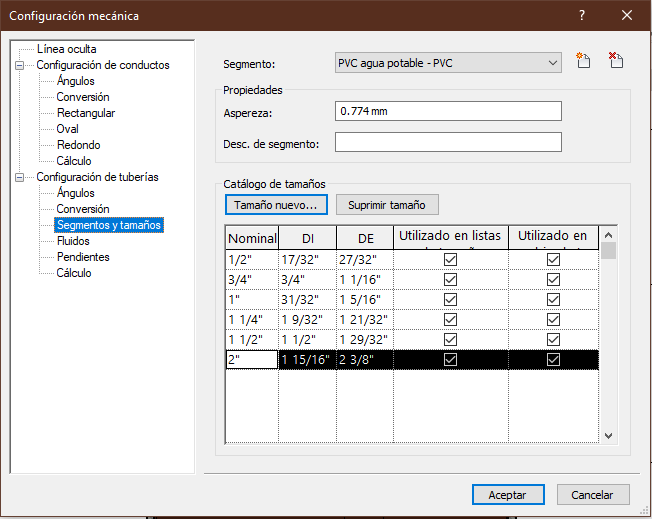 Configuración mecánica
?
Línea oculta
Configuración de conductos
Ángulos
Conversión
Rectangular
Oval
Redondo
Cálculo
Configuración de tuberías
Ángulos
Conversión
Segmentos y tamaños
Fluidos
Pendientes
Cálculo
Segmento: PVC agua potable - PVC
Propiedades
Aspereza: 0.774 mm
Desc. de segmento:
Catálogo de tamaños
Tamaño nuevo... Suprimir tamaño
Nominal DI DE Utilizado en listas Utilizado en
1/2" 17/32" 27/32"
3/4" 3/4" 1 1/16"
1" 31/32" 1 5/16"
1 1/4" 1 9/32" 1 21/32"
1 1/2" 1 1/2" 1 29/32"
2" 1 15/16" 2 3/8"
Aceptar Cancelar